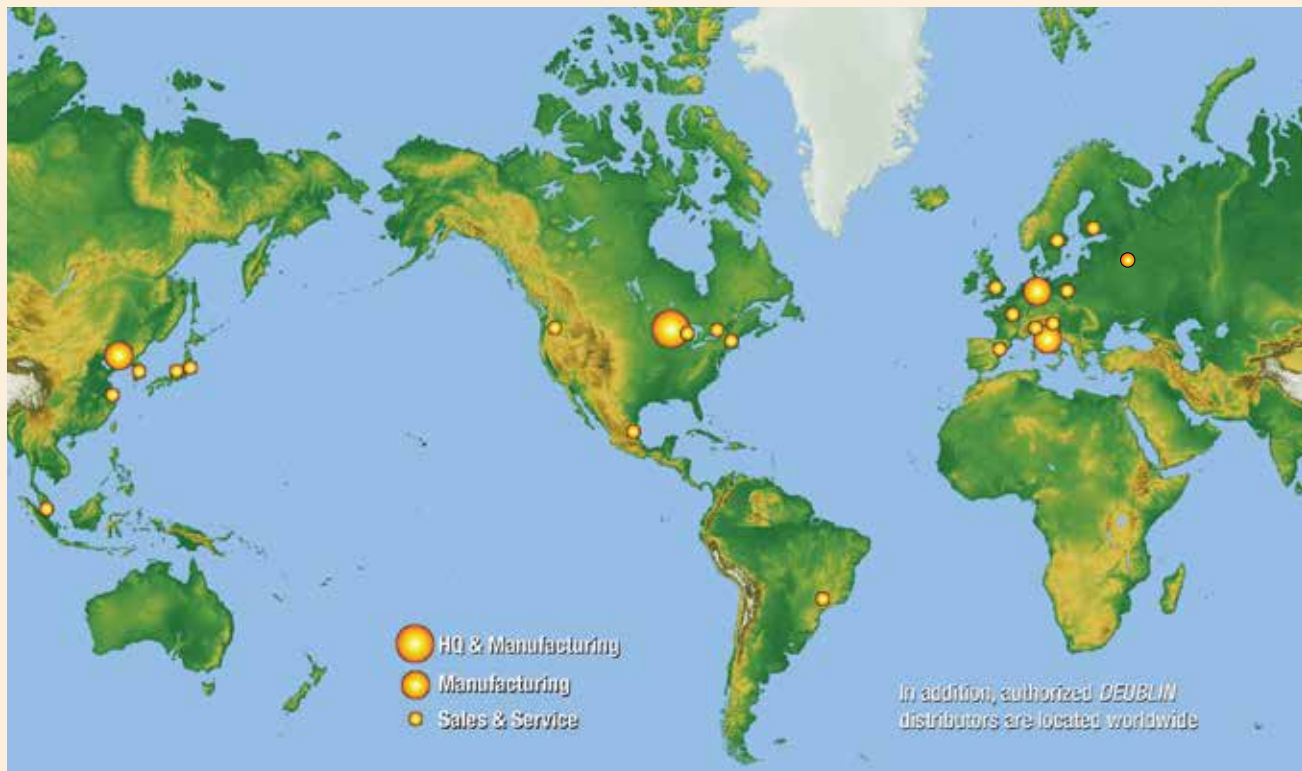 HQ & Manufacturing
Manufacturing
Sales & Service
In addition, authorized DEUBLIN
distributors are located worldwide